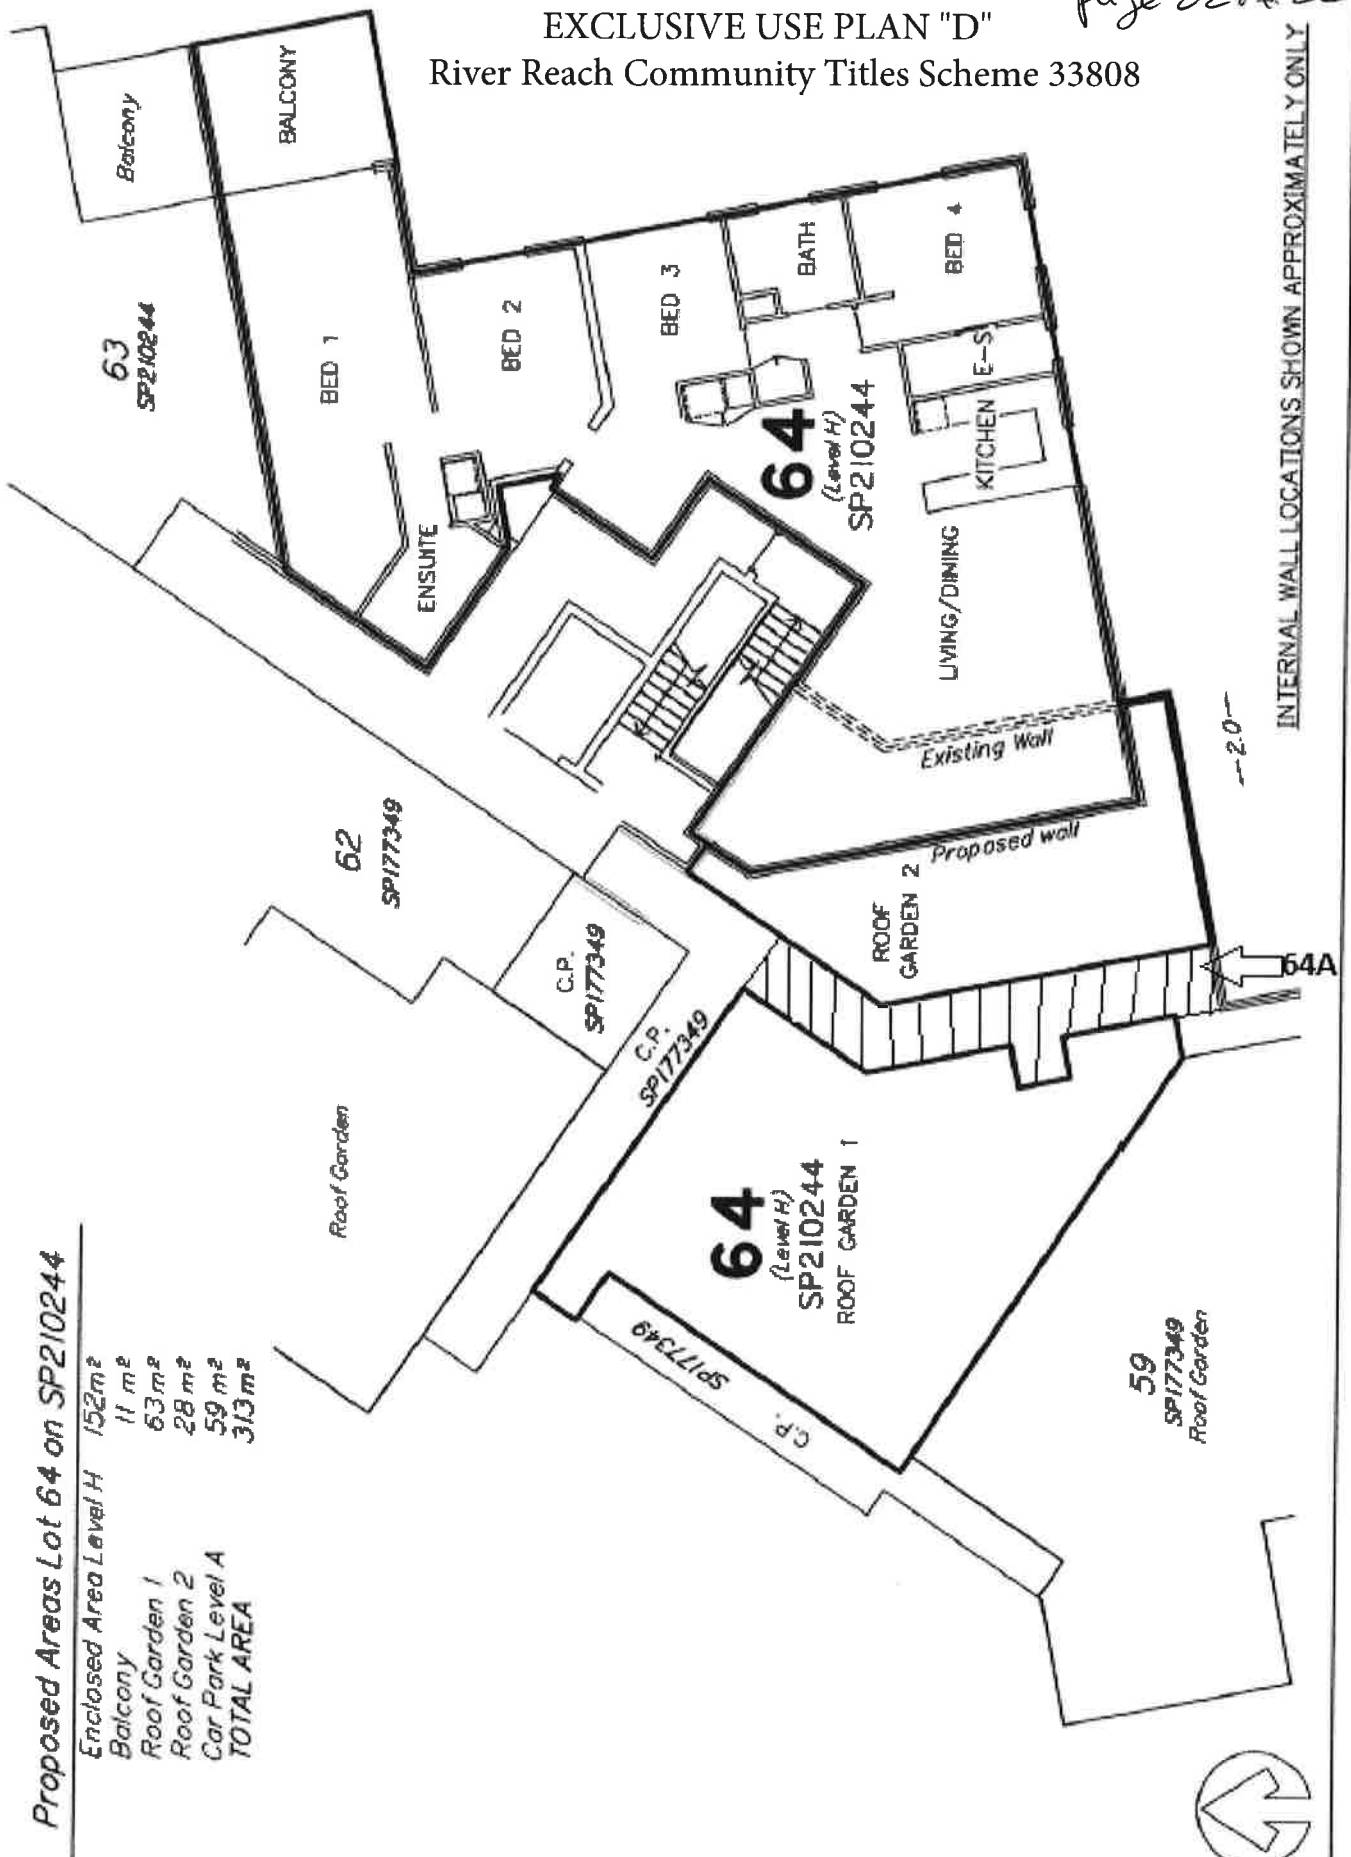 EXCLUSIVE USE PLAN "D"
River Reach Community Titles Scheme 33808
INTERNAL WALL LOCATIONS SHOWN APPROXIMATELY ONLY
Balcony
BALCONY
63
SP210244
BED 1
BED 2
BED 3
BATH
BED 4
E-S
KITCHEN
64
(Level H)
SP210244
ENSUITE
LIVING/DINING
Existing Wall
Proposed wall
-2.0-
62
SP177349
C.P.
SP177349
C.P.
SP177349
ROOF
GARDEN 2
64A
Roof Garden
64
(Level H)
SP210244
ROOF GARDEN 1
C.P.
SP177349
59
SP177349
Roof Garden
Proposed Areas Lot 64 on SP210244
Enclosed Area Level H 152m²
Balcony 11 m²
Roof Garden 1 63m²
Roof Garden 2 28m²
Car Park Level A 59m²
TOTAL AREA 313m²